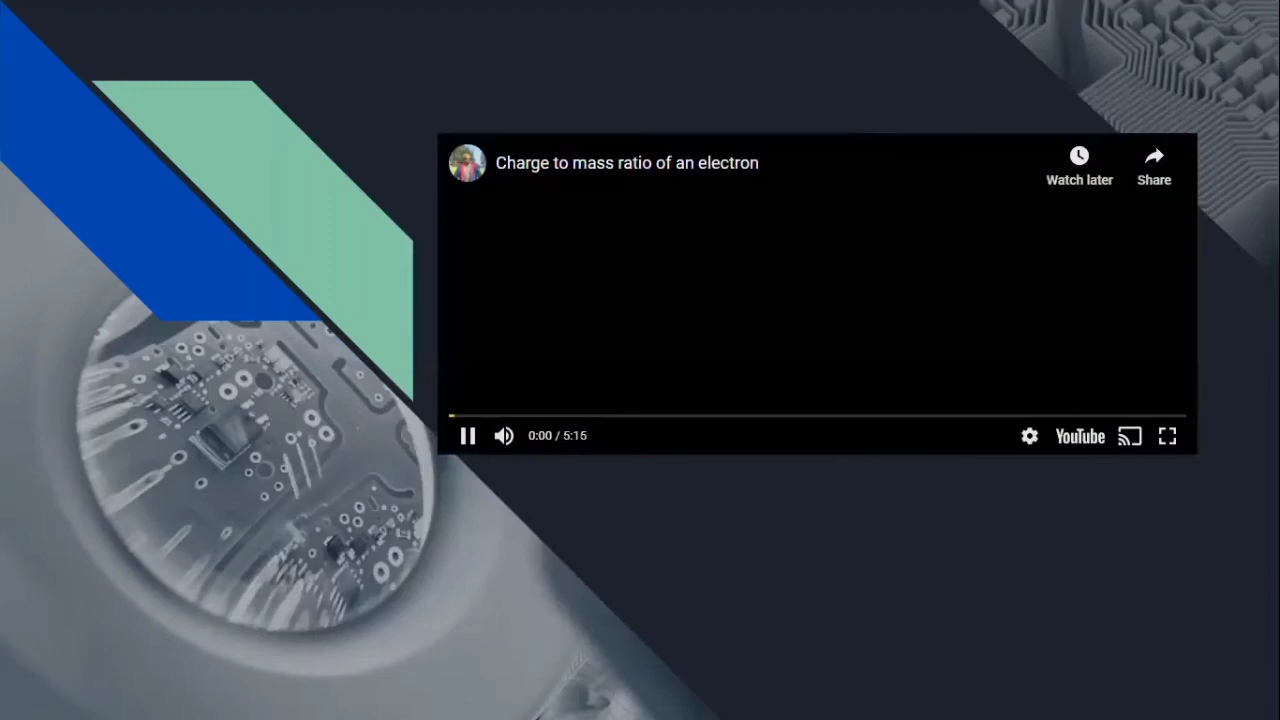 Charge to mass ratio of an electron
Watch later
Share
0:00 / 5:15
YouTube